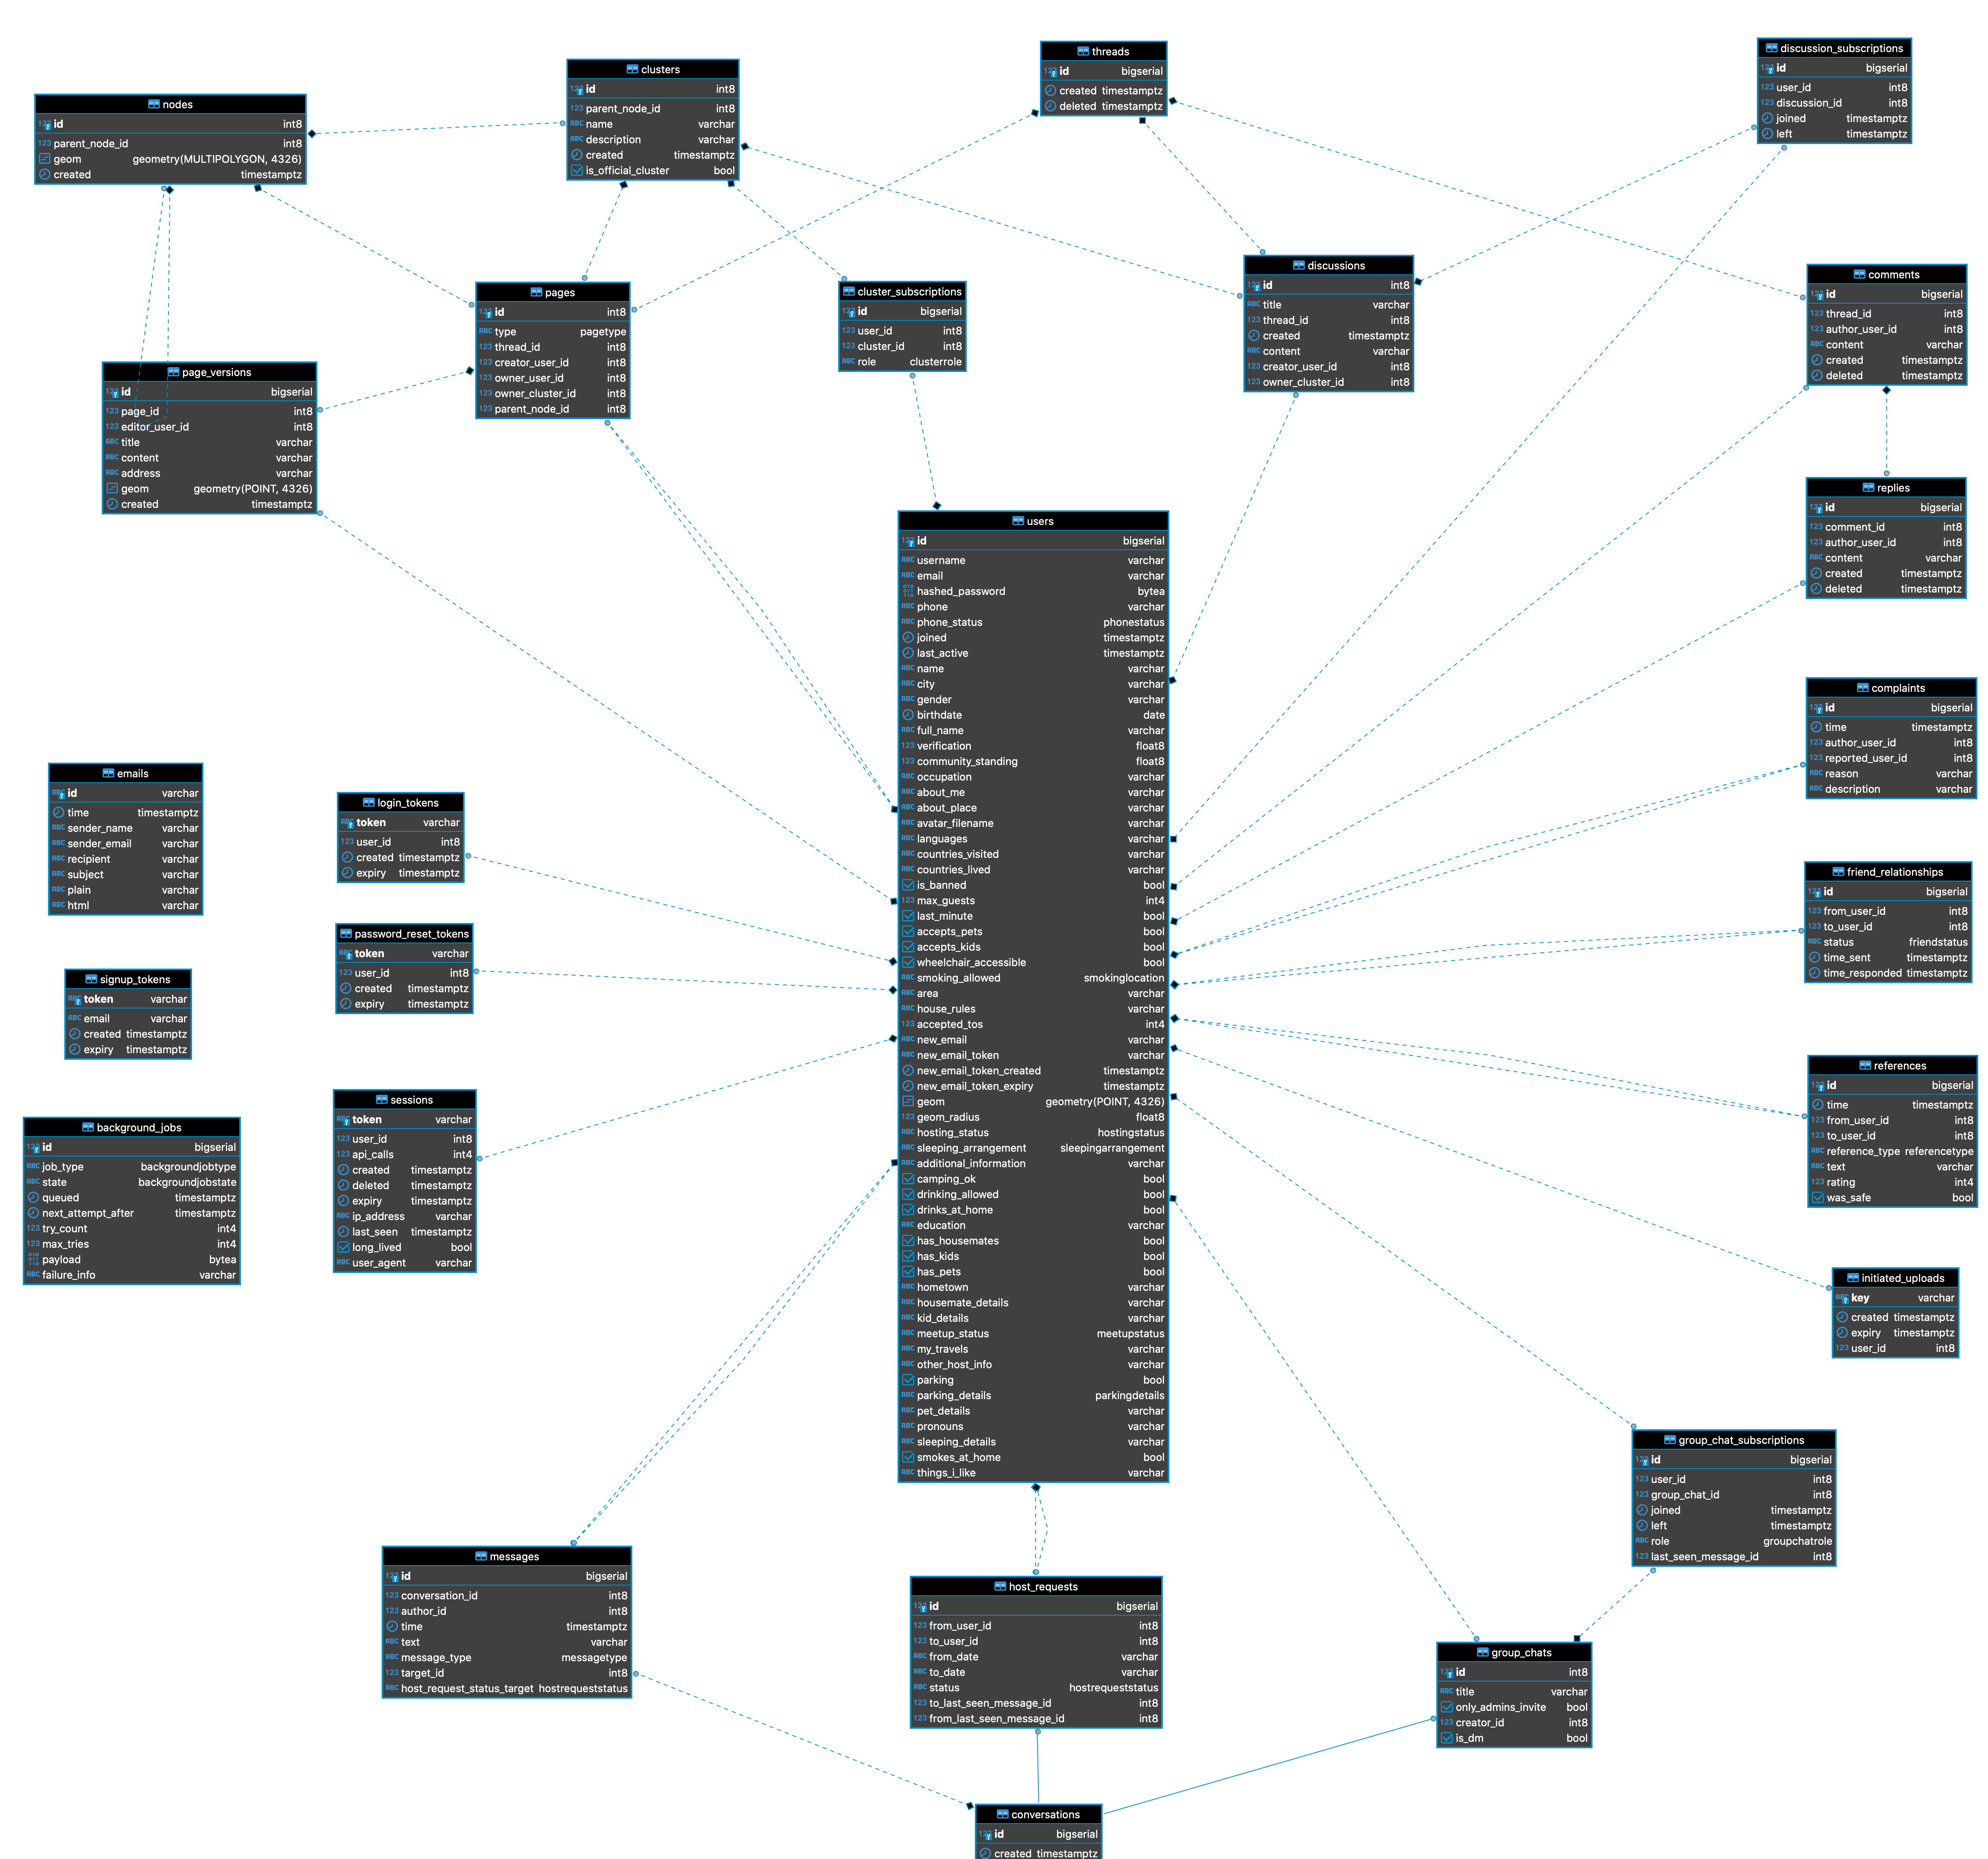 threads
id bigserial
created timestamptz
deleted timestamptz
discussion_subscriptions
id bigserial
user_id int8
discussion_id int8
joined timestamptz
left timestamptz
clusters
id int8
parent_node_id int8
name varchar
description varchar
created timestamptz
is_official_cluster bool
nodes
id int8
parent_node_id int8
geom geometry(MULTIPOLYGON, 4326)
created timestamptz
discussions
id int8
title varchar
thread_id int8
created timestamptz
content varchar
creator_user_id int8
owner_cluster_id int8
comments
id bigserial
thread_id int8
author_user_id int8
content varchar
created timestamptz
deleted timestamptz
pages
id int8
type pagetype
thread_id int8
creator_user_id int8
owner_user_id int8
owner_cluster_id int8
parent_node_id int8
cluster_subscriptions
id bigserial
user_id int8
cluster_id int8
role clusterrole
page_versions
id bigserial
page_id int8
editor_user_id int8
title varchar
content varchar
address varchar
geom geometry(POINT, 4326)
created timestamptz
replies
id bigserial
comment_id int8
author_user_id int8
content varchar
created timestamptz
deleted timestamptz
users
id bigserial
username varchar
email varchar
hashed_password bytea
phone varchar
phone_status phonestatus
joined timestamptz
last_active timestamptz
name varchar
city varchar
gender varchar
birthdate date
full_name varchar
verification float8
community_standing float8
occupation varchar
about_me varchar
about_place varchar
avatar_filename varchar
languages varchar
countries_visited varchar
countries_lived varchar
is_banned bool
max_guests int4
last_minute bool
accepts_pets bool
accepts_kids bool
wheelchair_accessible bool
smoking_allowed smokinglocation
area varchar
house_rules varchar
accepted_tos int4
new_email varchar
new_email_token varchar
new_email_token_created timestamptz
new_email_token_expiry timestamptz
geom geometry(POINT, 4326)
geom_radius float8
hosting_status hostingstatus
sleeping_arrangement sleepingarrangement
additional_information varchar
camping_ok bool
drinking_allowed bool
drinks_at_home bool
education varchar
has_housemates bool
has_kids bool
has_pets bool
hometown varchar
housemate_details varchar
kid_details varchar
meetup_status meetupstatus
my_travels varchar
other_host_info varchar
parking bool
parking_details parkingdetails
pet_details varchar
pronouns varchar
sleeping_details varchar
smokes_at_home bool
things_i_like varchar
complaints
id bigserial
time timestamptz
author_user_id int8
reported_user_id int8
reason varchar
description varchar
emails
id varchar
time timestamptz
sender_name varchar
sender_email varchar
recipient varchar
subject varchar
plain varchar
html varchar
login_tokens
token varchar
user_id int8
created timestamptz
expiry timestamptz
friend_relationships
id bigserial
from_user_id int8
to_user_id int8
status friendstatus
time_sent timestamptz
time_responded timestamptz
password_reset_tokens
token varchar
user_id int8
created timestamptz
expiry timestamptz
signup_tokens
token varchar
email varchar
created timestamptz
expiry timestamptz
references
id bigserial
time timestamptz
from_user_id int8
to_user_id int8
reference_type referencetype
text varchar
rating int4
was_safe bool
sessions
token varchar
user_id int8
api_calls int4
created timestamptz
deleted timestamptz
expiry timestamptz
ip_address varchar
last_seen timestamptz
long_lived bool
user_agent varchar
background_jobs
id bigserial
job_type backgroundjobtype
state backgroundjobstate
queued timestamptz
next_attempt_after timestamptz
try_count int4
max_tries int4
payload bytea
failure_info varchar
initiated_uploads
key varchar
created timestamptz
expiry timestamptz
user_id int8
group_chat_subscriptions
id bigserial
user_id int8
group_chat_id int8
joined timestamptz
left timestamptz
role groupchatrole
last_seen_message_id int8
messages
id bigserial
conversation_id int8
author_id int8
time timestamptz
text varchar
message_type messagetype
target_id int8
host_request_status_target hostrequeststatus
host_requests
id bigserial
from_user_id int8
to_user_id int8
from_date varchar
to_date varchar
status hostrequeststatus
to_last_seen_message_id int8
from_last_seen_message_id int8
group_chats
id int8
title varchar
only_admins_invite bool
creator_id int8
is_dm bool
conversations
id bigserial
created timestamptz